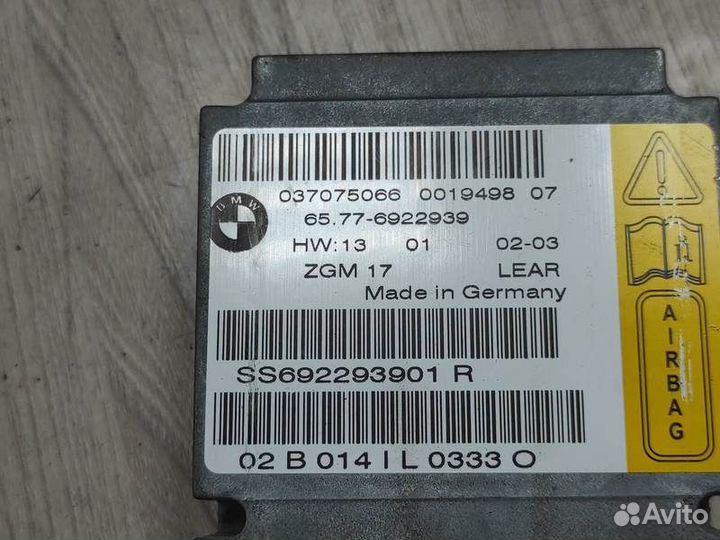 037075066 0019498 07
BMW
65.77-6922939
HW:13 01 02-03
ZGM 17 LEAR
Made in Germany
SS692293901 R
02 B 014 I L 0333 O
AIRBAG
Avito